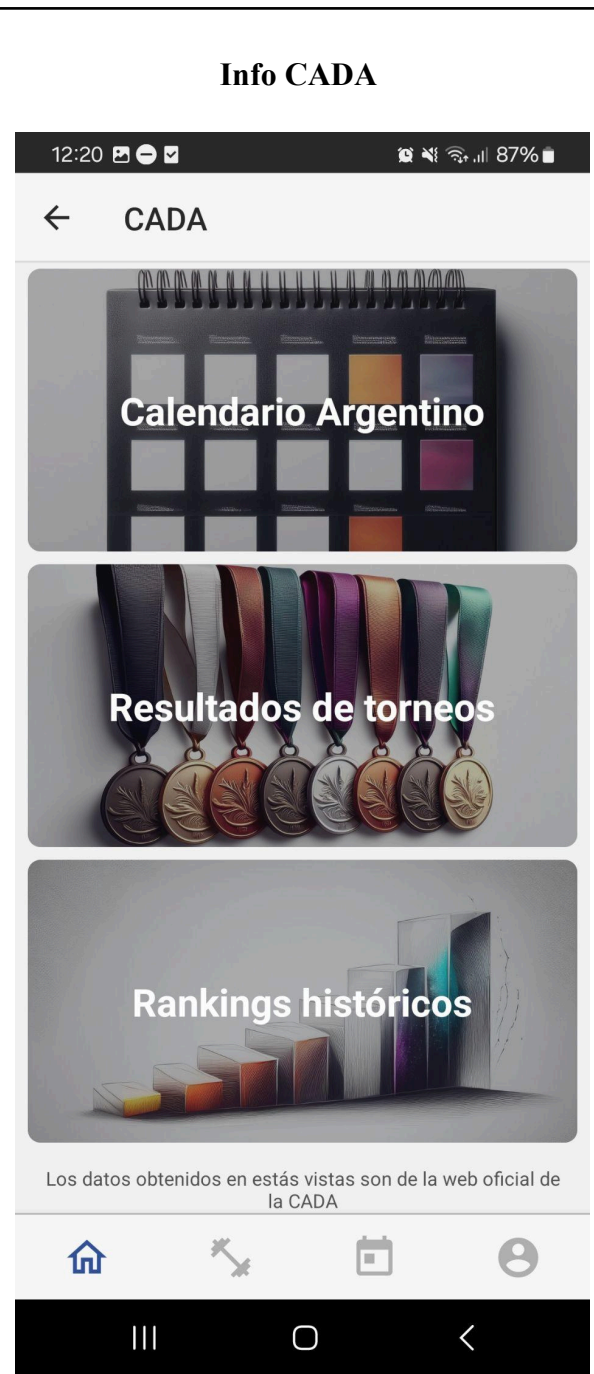 Info CADA
12:20
87%
CADA
Calendario Argentino
Resultados de torneos
Rankings históricos
Los datos obtenidos en estás vistas son de la web oficial de
la CADA